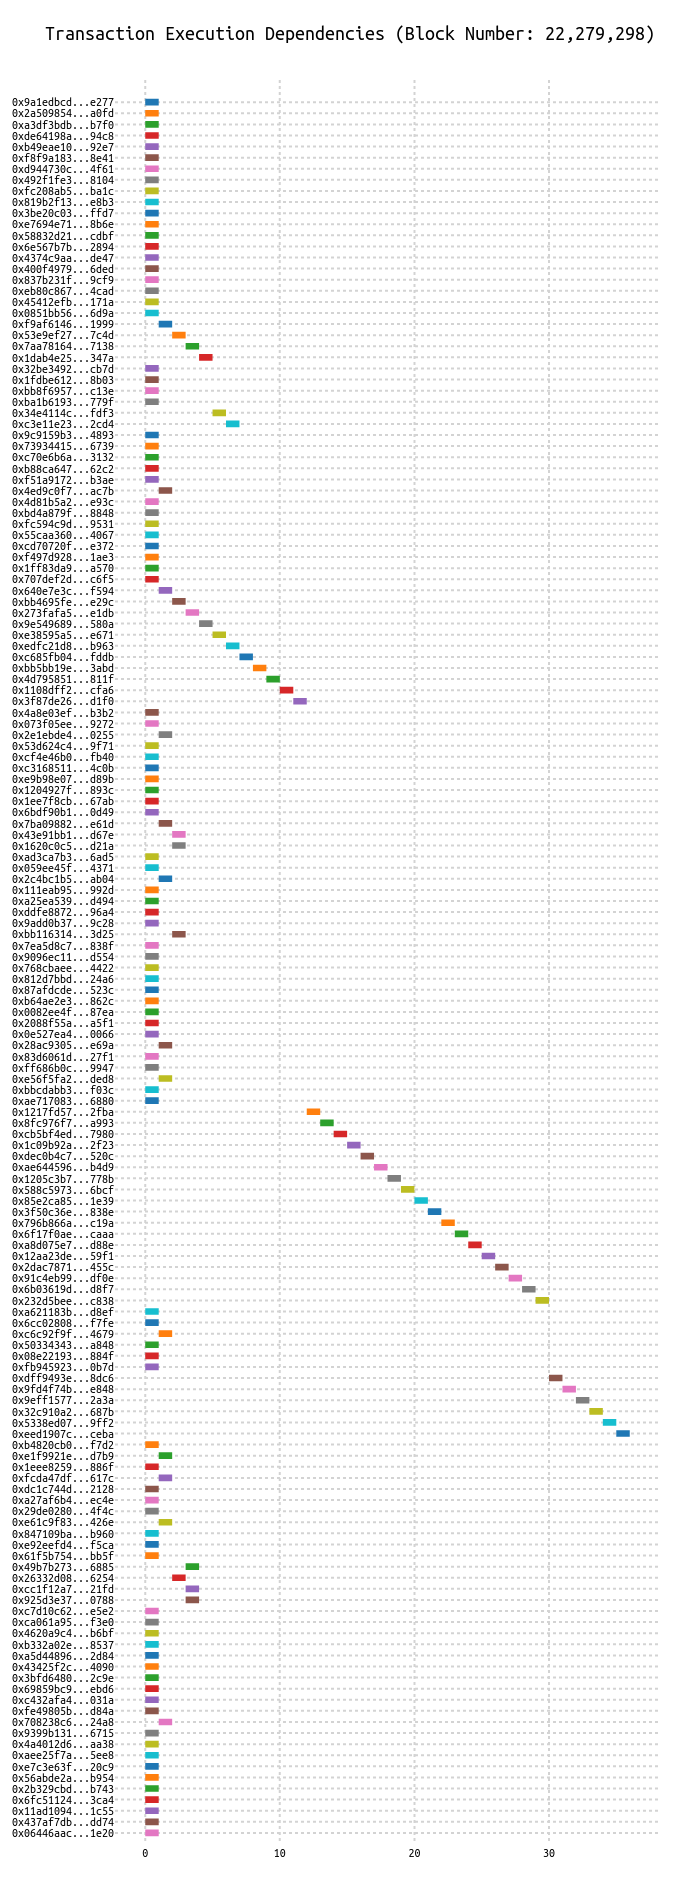 Transaction Execution Dependencies (Block Number: 22,279,298)
0x9a1edbcd...e277
0x2a509854...a0fd
0xa3df3bdb...b7f0
0xde64198a...94c8
0xb49eae10...92e7
0xf8f9a183...8e41
0xd944730c...4f61
0x492f1fe3...8104
0xfc208ab5...ba1c
0x819b2f13...e8b3
0x3be20c03...ffd7
0xe7694e71...8b6e
0x58832d21...cdbf
0x6e567b7b...2894
0x4374c9aa...de47
0x400f4979...6ded
0x837b231f...9cf9
0xeb80c867...4cad
0x45412efb...171a
0x0851bb56...6d9a
0xf9af6146...1999
0x53e9ef27...7c4d
0x7aa78164...7138
0x1dab4e25...347a
0x32be3492...cb7d
0x1fdbe612...8b03
0xbb8f6957...c13e
0xba1b6193...779f
0x34e4114c...fdf3
0xc3e11e23...2cd4
0x9c9159b3...4893
0x73934415...6739
0xc70e6b6a...3132
0xb88ca647...62c2
0xf51a9172...b3ae
0x4ed9c0f7...ac7b
0x4d81b5a2...e93c
0xbd4a879f...8848
0xfc594c9d...9531
0x55caa360...4067
0xcd70720f...e372
0xf497d928...1ae3
0x1ff83da9...a570
0x707def2d...c6f5
0x640e7e3c...f594
0xbb4695fe...e29c
0x273fafa5...e1db
0x9e549689...580a
0xe38595a5...e671
0xedfc21d8...b963
0xc685fb04...fddb
0xbb5bb19e...3abd
0x4d795851...811f
0x1108dff2...cfa6
0x3f87de26...d1f0
0x4a8e03ef...b3b2
0x073f05ee...9272
0x2e1ebde4...0255
0x53d624c4...9f71
0xcf4e46b0...fb40
0xc3168511...4c0b
0xe9b98e07...d89b
0x1204927f...893c
0x1ee7f8cb...67ab
0x6bdf90b1...0d49
0x7ba09882...e61d
0x43e91bb1...d67e
0x1620c0c5...d21a
0xad3ca7b3...6ad5
0x059ee45f...4371
0x2c4bc1b5...ab04
0x111eab95...992d
0xa25ea539...d494
0xddfe8872...96a4
0x9add0b37...9c28
0xbb116314...3d25
0x7ea5d8c7...838f
0x9096ec11...d554
0x768cbaee...4422
0x812d7bbd...24a6
0x87afdcde...523c
0xb64ae2e3...862c
0x0082ee4f...87ea
0x2088f55a...a5f1
0x0e527ea4...0066
0x28ac9305...e69a
0x83d6061d...27f1
0xff686b0c...9947
0xe56f5fa2...ded8
0xbbcdabb3...f03c
0xae717083...6880
0x1217fd57...2fba
0x8fc976f7...a993
0xcb5bf4ed...7980
0x1c09b92a...2f23
0xdec0b4c7...520c
0xae644596...b4d9
0x1205c3b7...778b
0x588c5973...6bcf
0x85e2ca85...1e39
0x3f50c36e...838e
0x796b866a...c19a
0x6f17f0ae...caaa
0xa8d075e7...d88e
0x12aa23de...59f1
0x2dac7871...455c
0x91c4eb99...df0e
0x6b03619d...d8f7
0x232d5bee...c838
0xa621183b...d8ef
0x6cc02808...f7fe
0xc6c92f9f...4679
0x50334343...a848
0x08e22193...884f
0xfb945923...0b7d
0xdff9493e...8dc6
0x9fd4f74b...e848
0x9eff1577...2a3a
0x32c910a2...687b
0x5338ed07...9ff2
0xeed1907c...ceba
0xb4820cb0...f7d2
0xe1f9921e...d7b9
0x1eee8259...886f
0xfcda47df...617c
0xdc1c744d...2128
0xa27af6b4...ec4e
0x29de0280...4f4c
0xe61c9f83...426e
0x847109ba...b960
0xe92eefd4...f5ca
0x61f5b754...bb5f
0x49b7b273...6885
0x26332d08...6254
0xcc1f12a7...21fd
0x925d3e37...0788
0xc7d10c62...e5e2
0xca061a95...f3e0
0x4620a9c4...b6bf
0xb332a02e...8537
0xa5d44896...2d84
0x43425f2c...4090
0x3bfd6480...2c9e
0x69859bc9...ebd6
0xc432afa4...031a
0xfe49805b...d84a
0x708238c6...24a8
0x9399b131...6715
0x4a4012d6...aa38
0xaee25f7a...5ee8
0xe7c3e63f...20c9
0x56abde2a...b954
0x2b329cbd...b743
0x6fc51124...3ca4
0x11ad1094...1c55
0x437af7db...dd74
0x06446aac...1e20
0 10 20 30